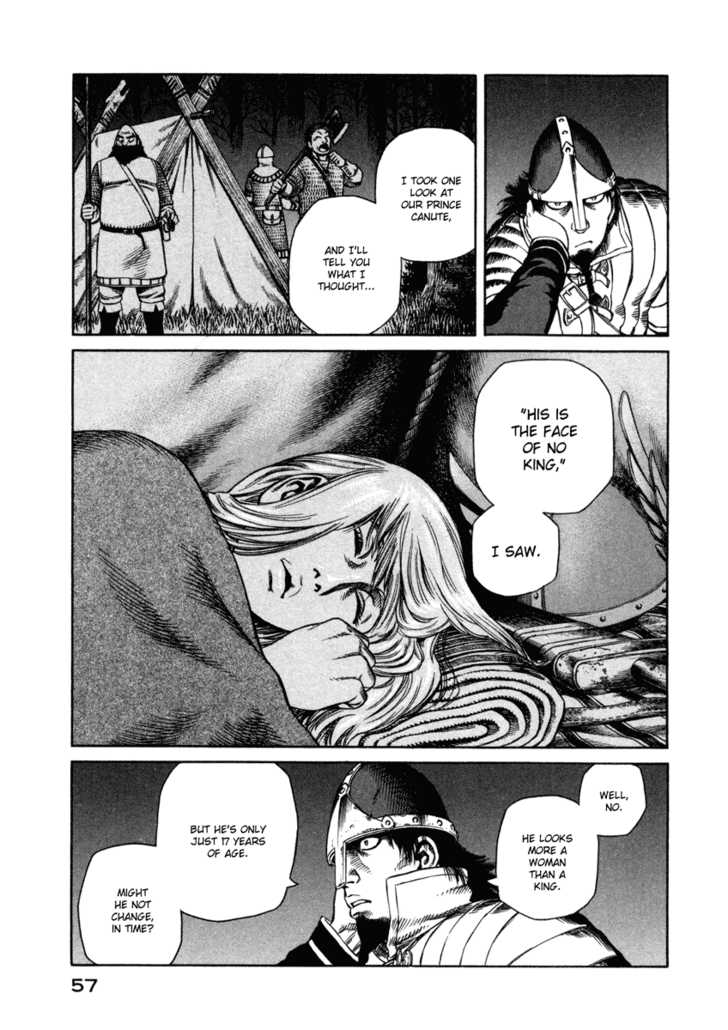 I TOOK ONE
LOOK AT
OUR PRINCE
CANUTE,
AND I'LL
TELL YOU
WHAT I
THOUGHT...
"HIS IS
THE FACE
OF NO
KING,"
I SAW.
WELL,
NO.
HE LOOKS
MORE A
WOMAN
THAN A
KING.
BUT HE'S ONLY
JUST 17 YEARS
OF AGE.
MIGHT
HE NOT
CHANGE,
IN TIME?
57